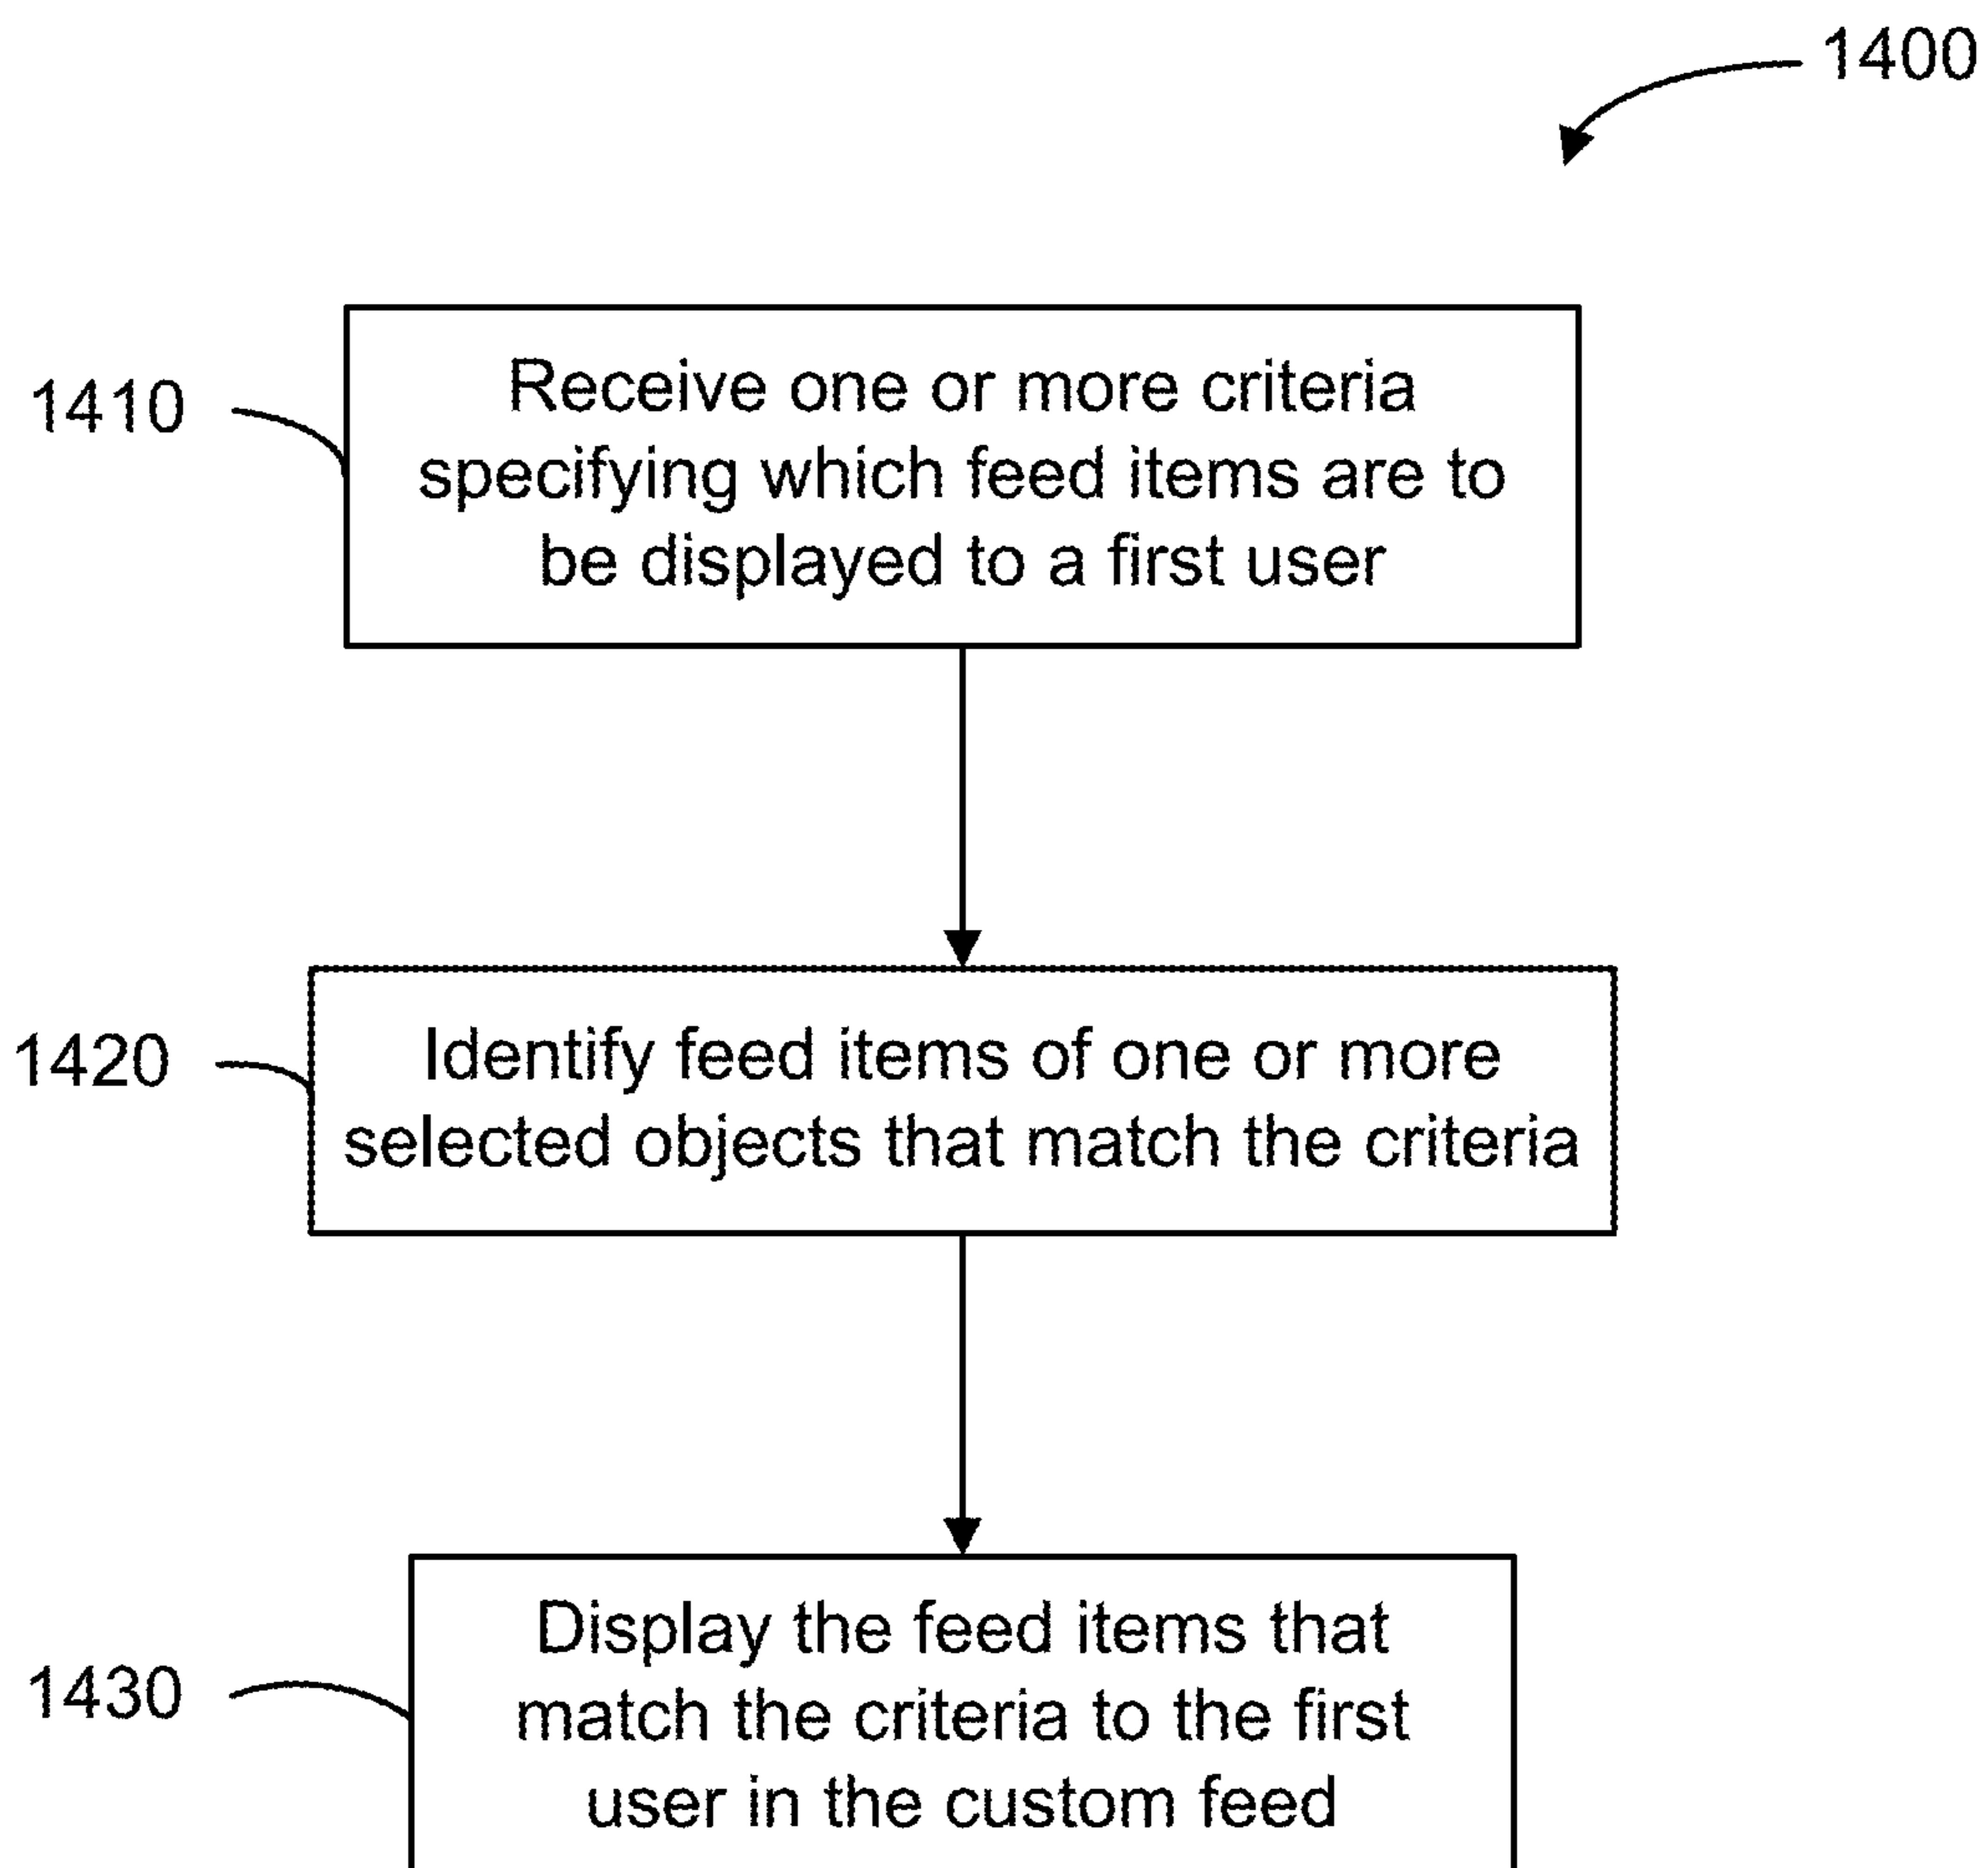 1400
1410
Receive one or more criteria
specifying which feed items are to
be displayed to a first user
1420
Identify feed items of one or more
selected objects that match the criteria
1430
Display the feed items that
match the criteria to the first
user in the custom feed